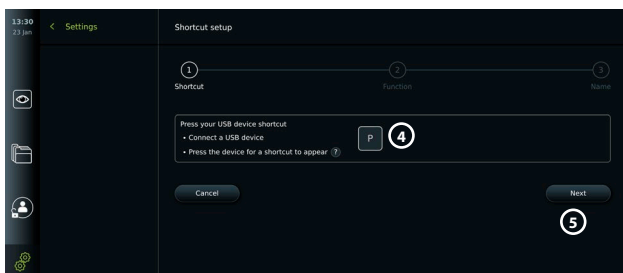 13:30
23 Jan
Settings
Shortcut setup
1
2
3
Shortcut
Function
Name
Press your USB device shortcut
• Connect a USB device
• Press the device for a shortcut to appear ?
P
4
Cancel
Next
5